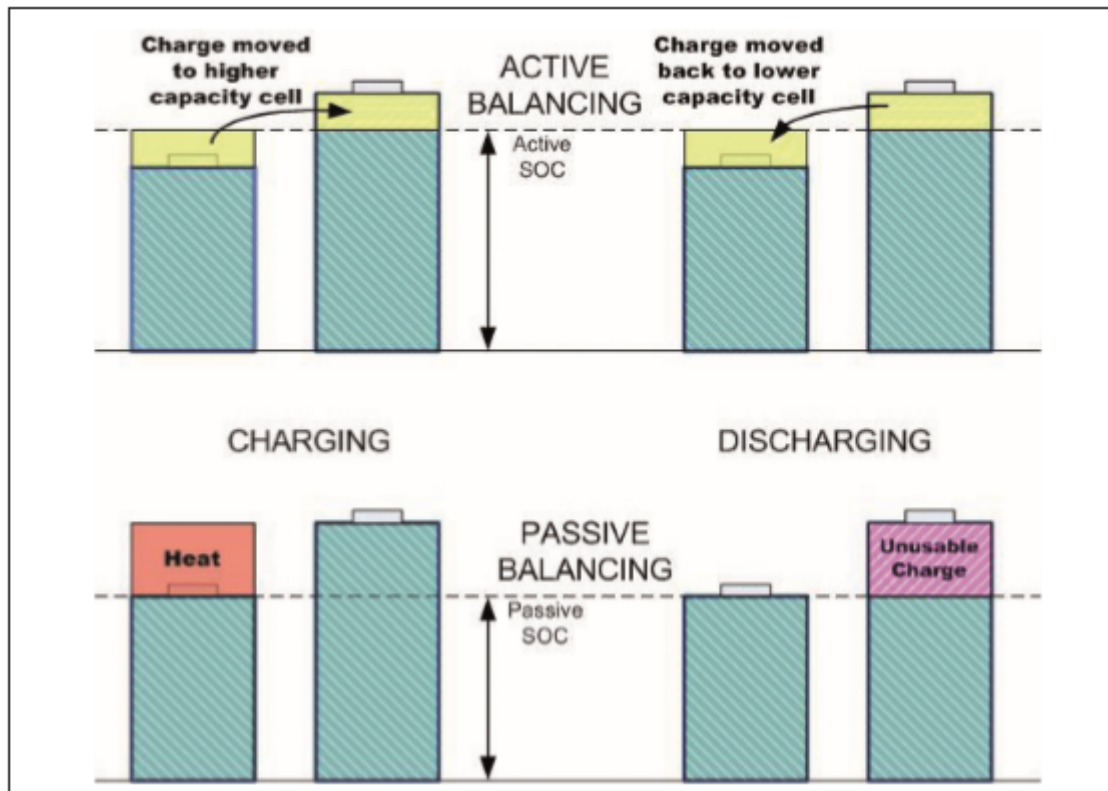 Charge moved
to higher
capacity cell
ACTIVE
BALANCING
Charge moved
back to lower
capacity cell
Active
SOC
CHARGING
DISCHARGING
Heat
PASSIVE
BALANCING
Unusable
Charge
Passive
SOC